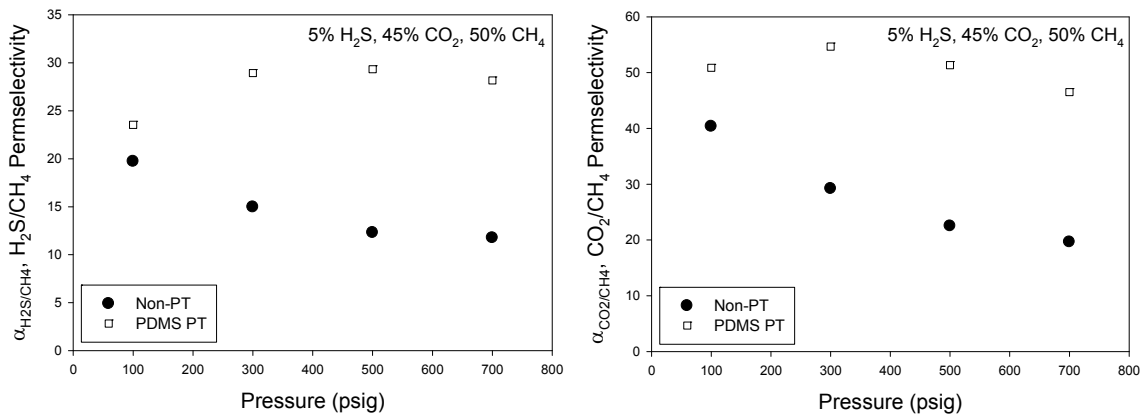 5% H₂S, 45% CO₂, 50% CH₄
α_H2S/CH4, H₂S/CH₄ Permselectivity
35
30
25
20
15
10
5
0
Non-PT
PDMS PT
0 100 200 300 400 500 600 700 800
Pressure (psig)
5% H₂S, 45% CO₂, 50% CH₄
α_CO2/CH4, CO₂/CH₄ Permselectivity
60
50
40
30
20
10
0
Non-PT
PDMS PT
0 100 200 300 400 500 600 700 800
Pressure (psig)